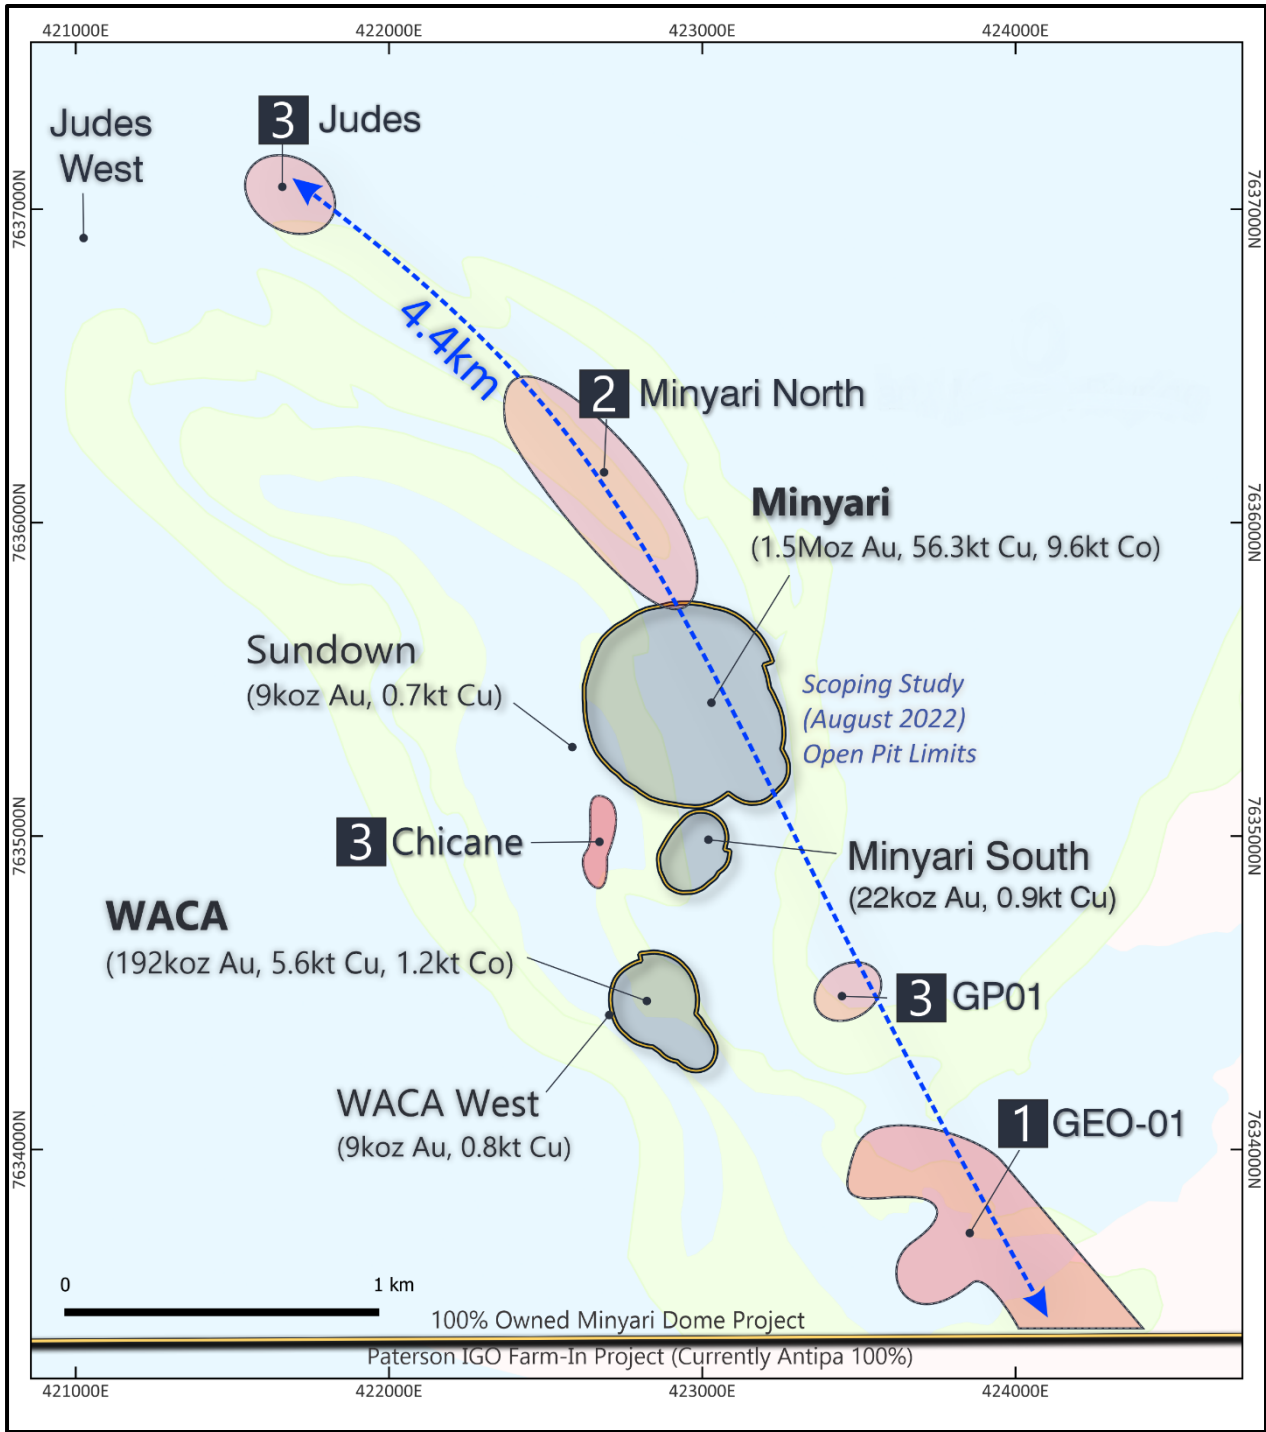 421000E
422000E
423000E
424000E
7637000N
7637000N
Judes
West
3 Judes
4.4km
2 Minyari North
7636000N
7636000N
Minyari
(1.5Moz Au, 56.3kt Cu, 9.6kt Co)
Sundown
(9koz Au, 0.7kt Cu)
Scoping Study
(August 2022)
Open Pit Limits
7635000N
7635000N
3 Chicane
Minyari South
(22koz Au, 0.9kt Cu)
WACA
(192koz Au, 5.6kt Cu, 1.2kt Co)
3 GP01
WACA West
(9koz Au, 0.8kt Cu)
1 GEO-01
7634000N
7634000N
0
1 km
100% Owned Minyari Dome Project
Paterson IGO Farm-In Project (Currently Antipa 100%)
421000E
422000E
423000E
424000E